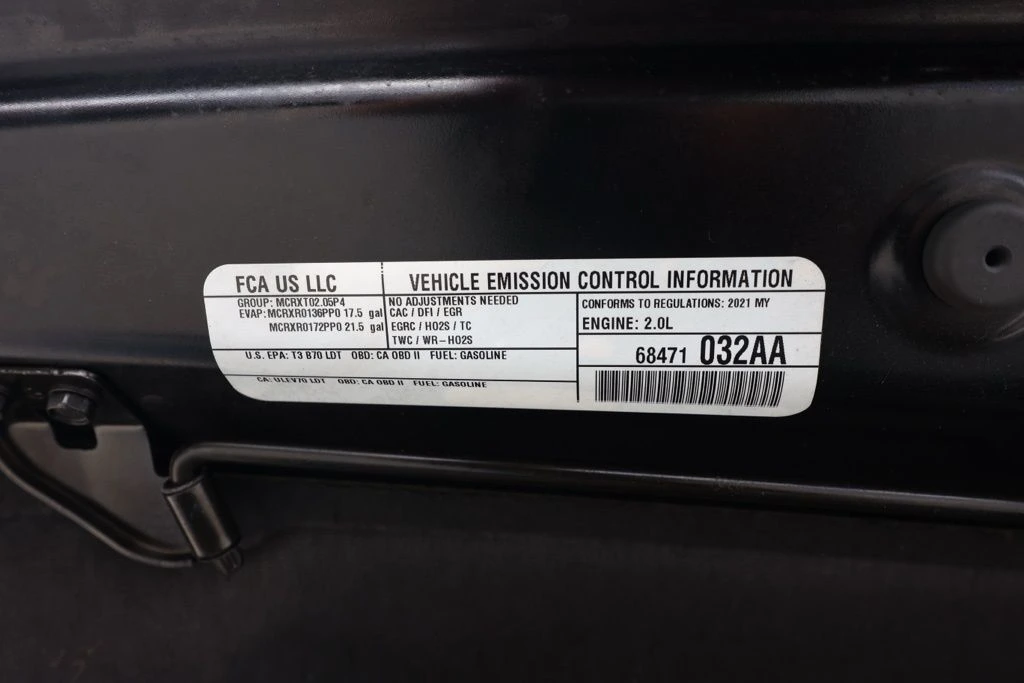 FCA US LLC
VEHICLE EMISSION CONTROL INFORMATION
GROUP: MCRXT02.05P4
EVAP: MCRXR0136PP0 17.5 gal
MCRXR0172PP0 21.5 gal
NO ADJUSTMENTS NEEDED
CAC / DFI / EGR
EGRC / HO2S / TC
TWC / WR-HO2S
CONFORMS TO REGULATIONS: 2021 MY
ENGINE: 2.0L
U.S. EPA: T3 B70 LDT OBD: CA OBD II FUEL: GASOLINE
CA: ULEV70 LDT OBD: CA OBD II FUEL: GASOLINE
68471 032AA